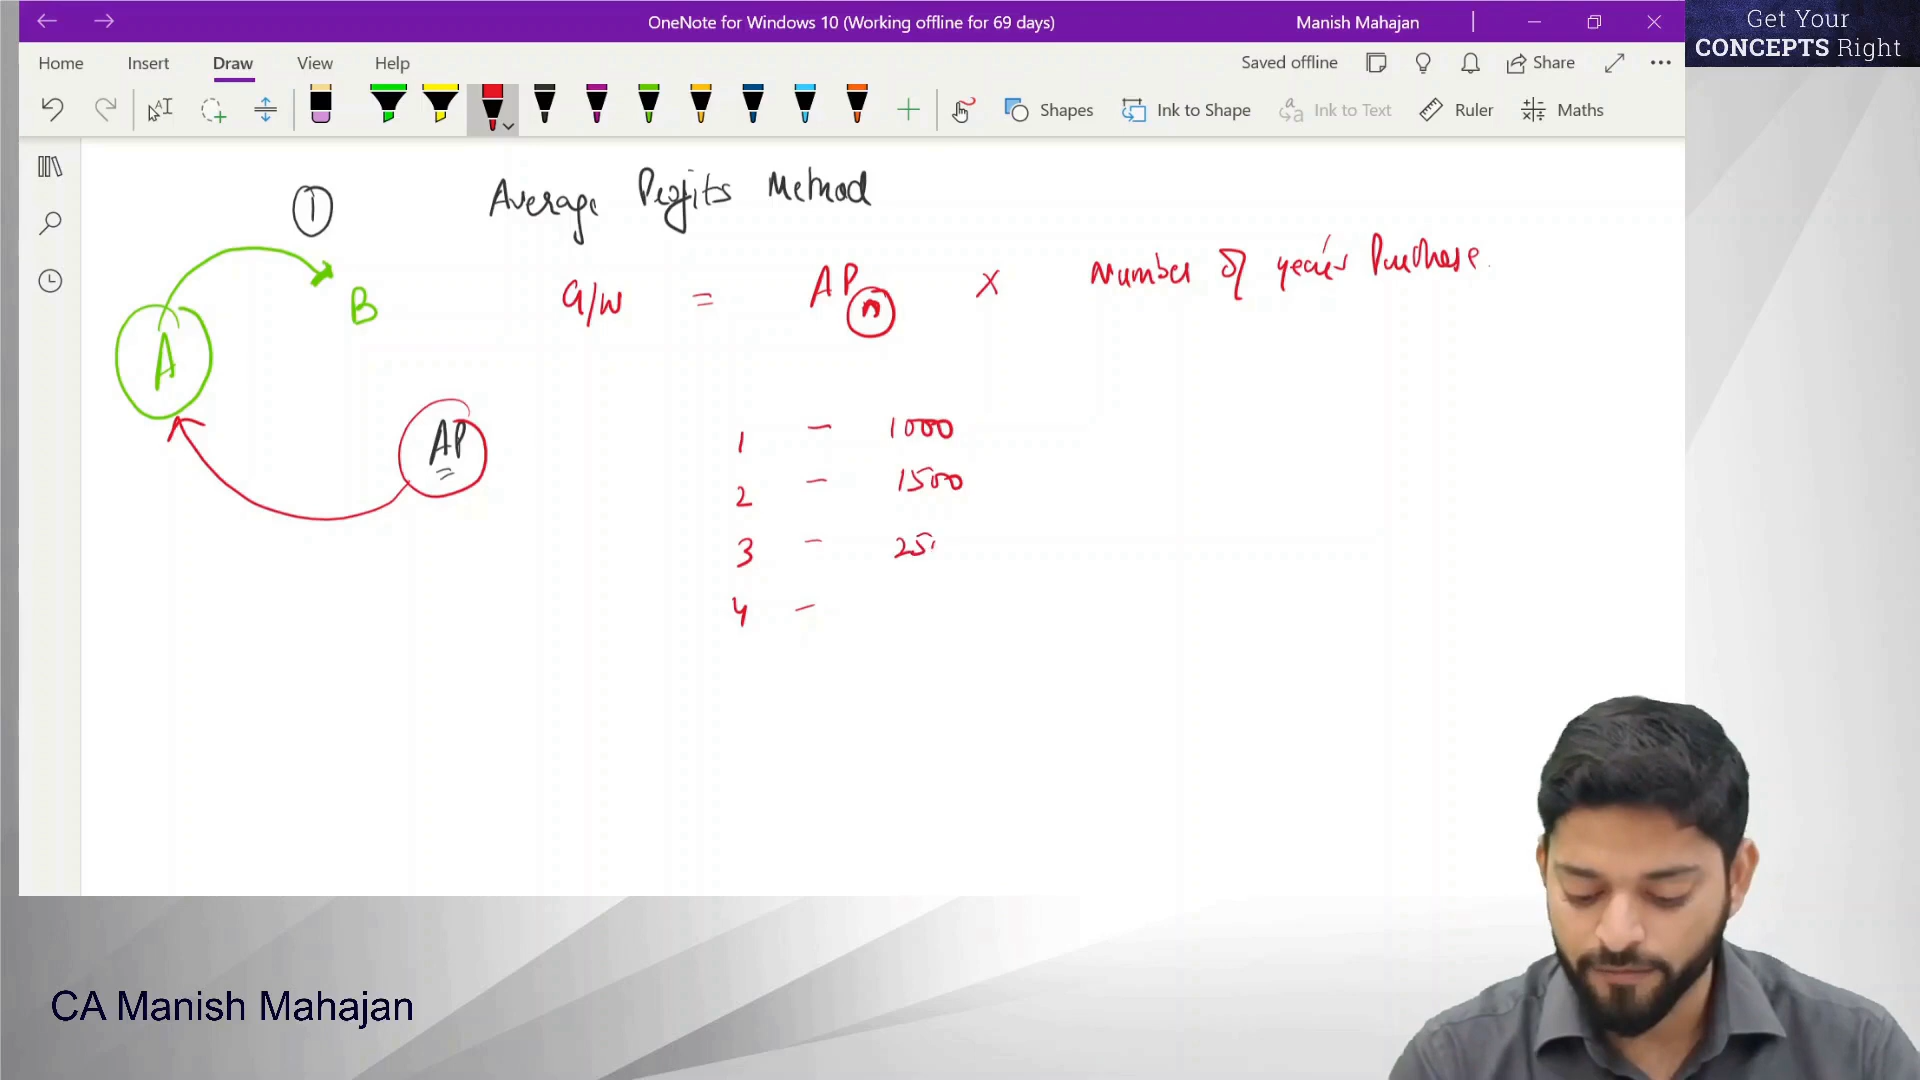 OneNote for Windows 10 (Working offline for 69 days)
Manish Mahajan
Get Your
CONCEPTS Right
Home Insert Draw View Help
Saved offline
Share
Shapes
Ink to Shape
Ink to Text
Ruler
Maths
① Average Profits Method
G/W = APn × Number of year's Purchase.
A
B
AP
1 - 1000
2 - 1500
3 - 25
4 -
CA Manish Mahajan